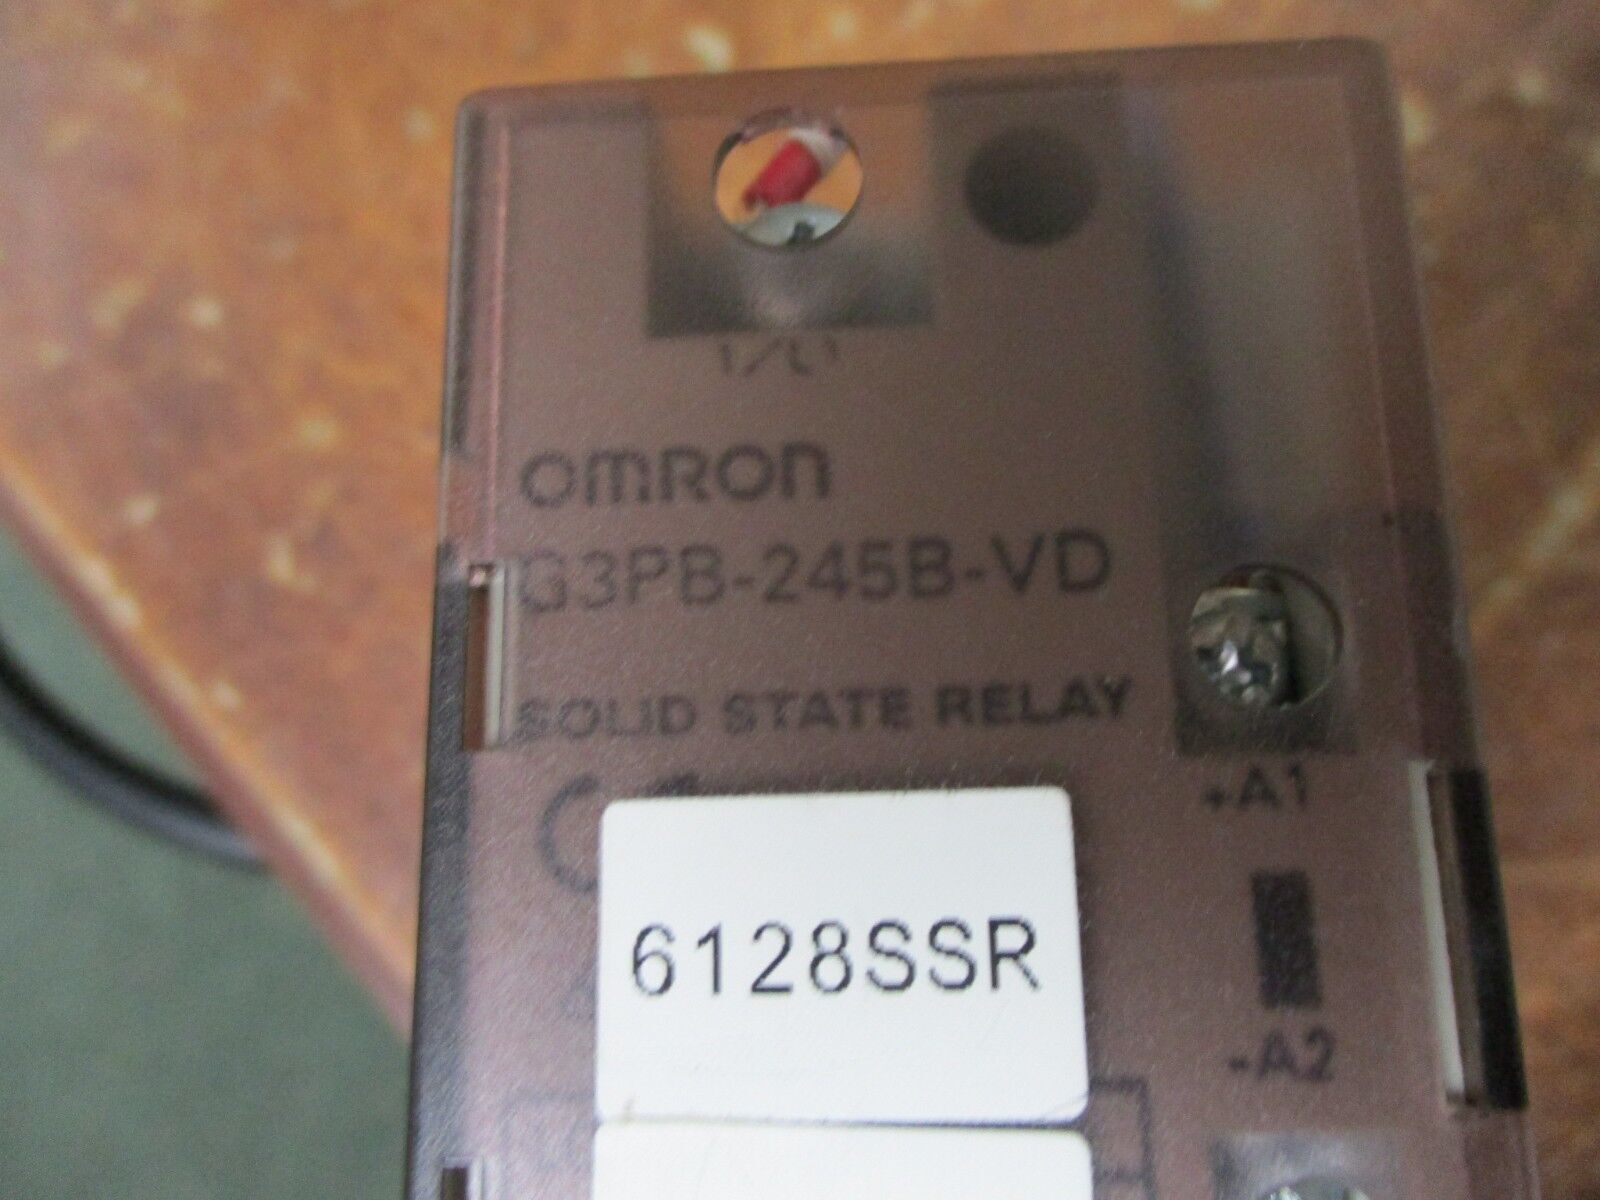 1/L1
OMRON
G3PB-245B-VD
SOLID STATE RELAY
+A1
6128SSR
-A2